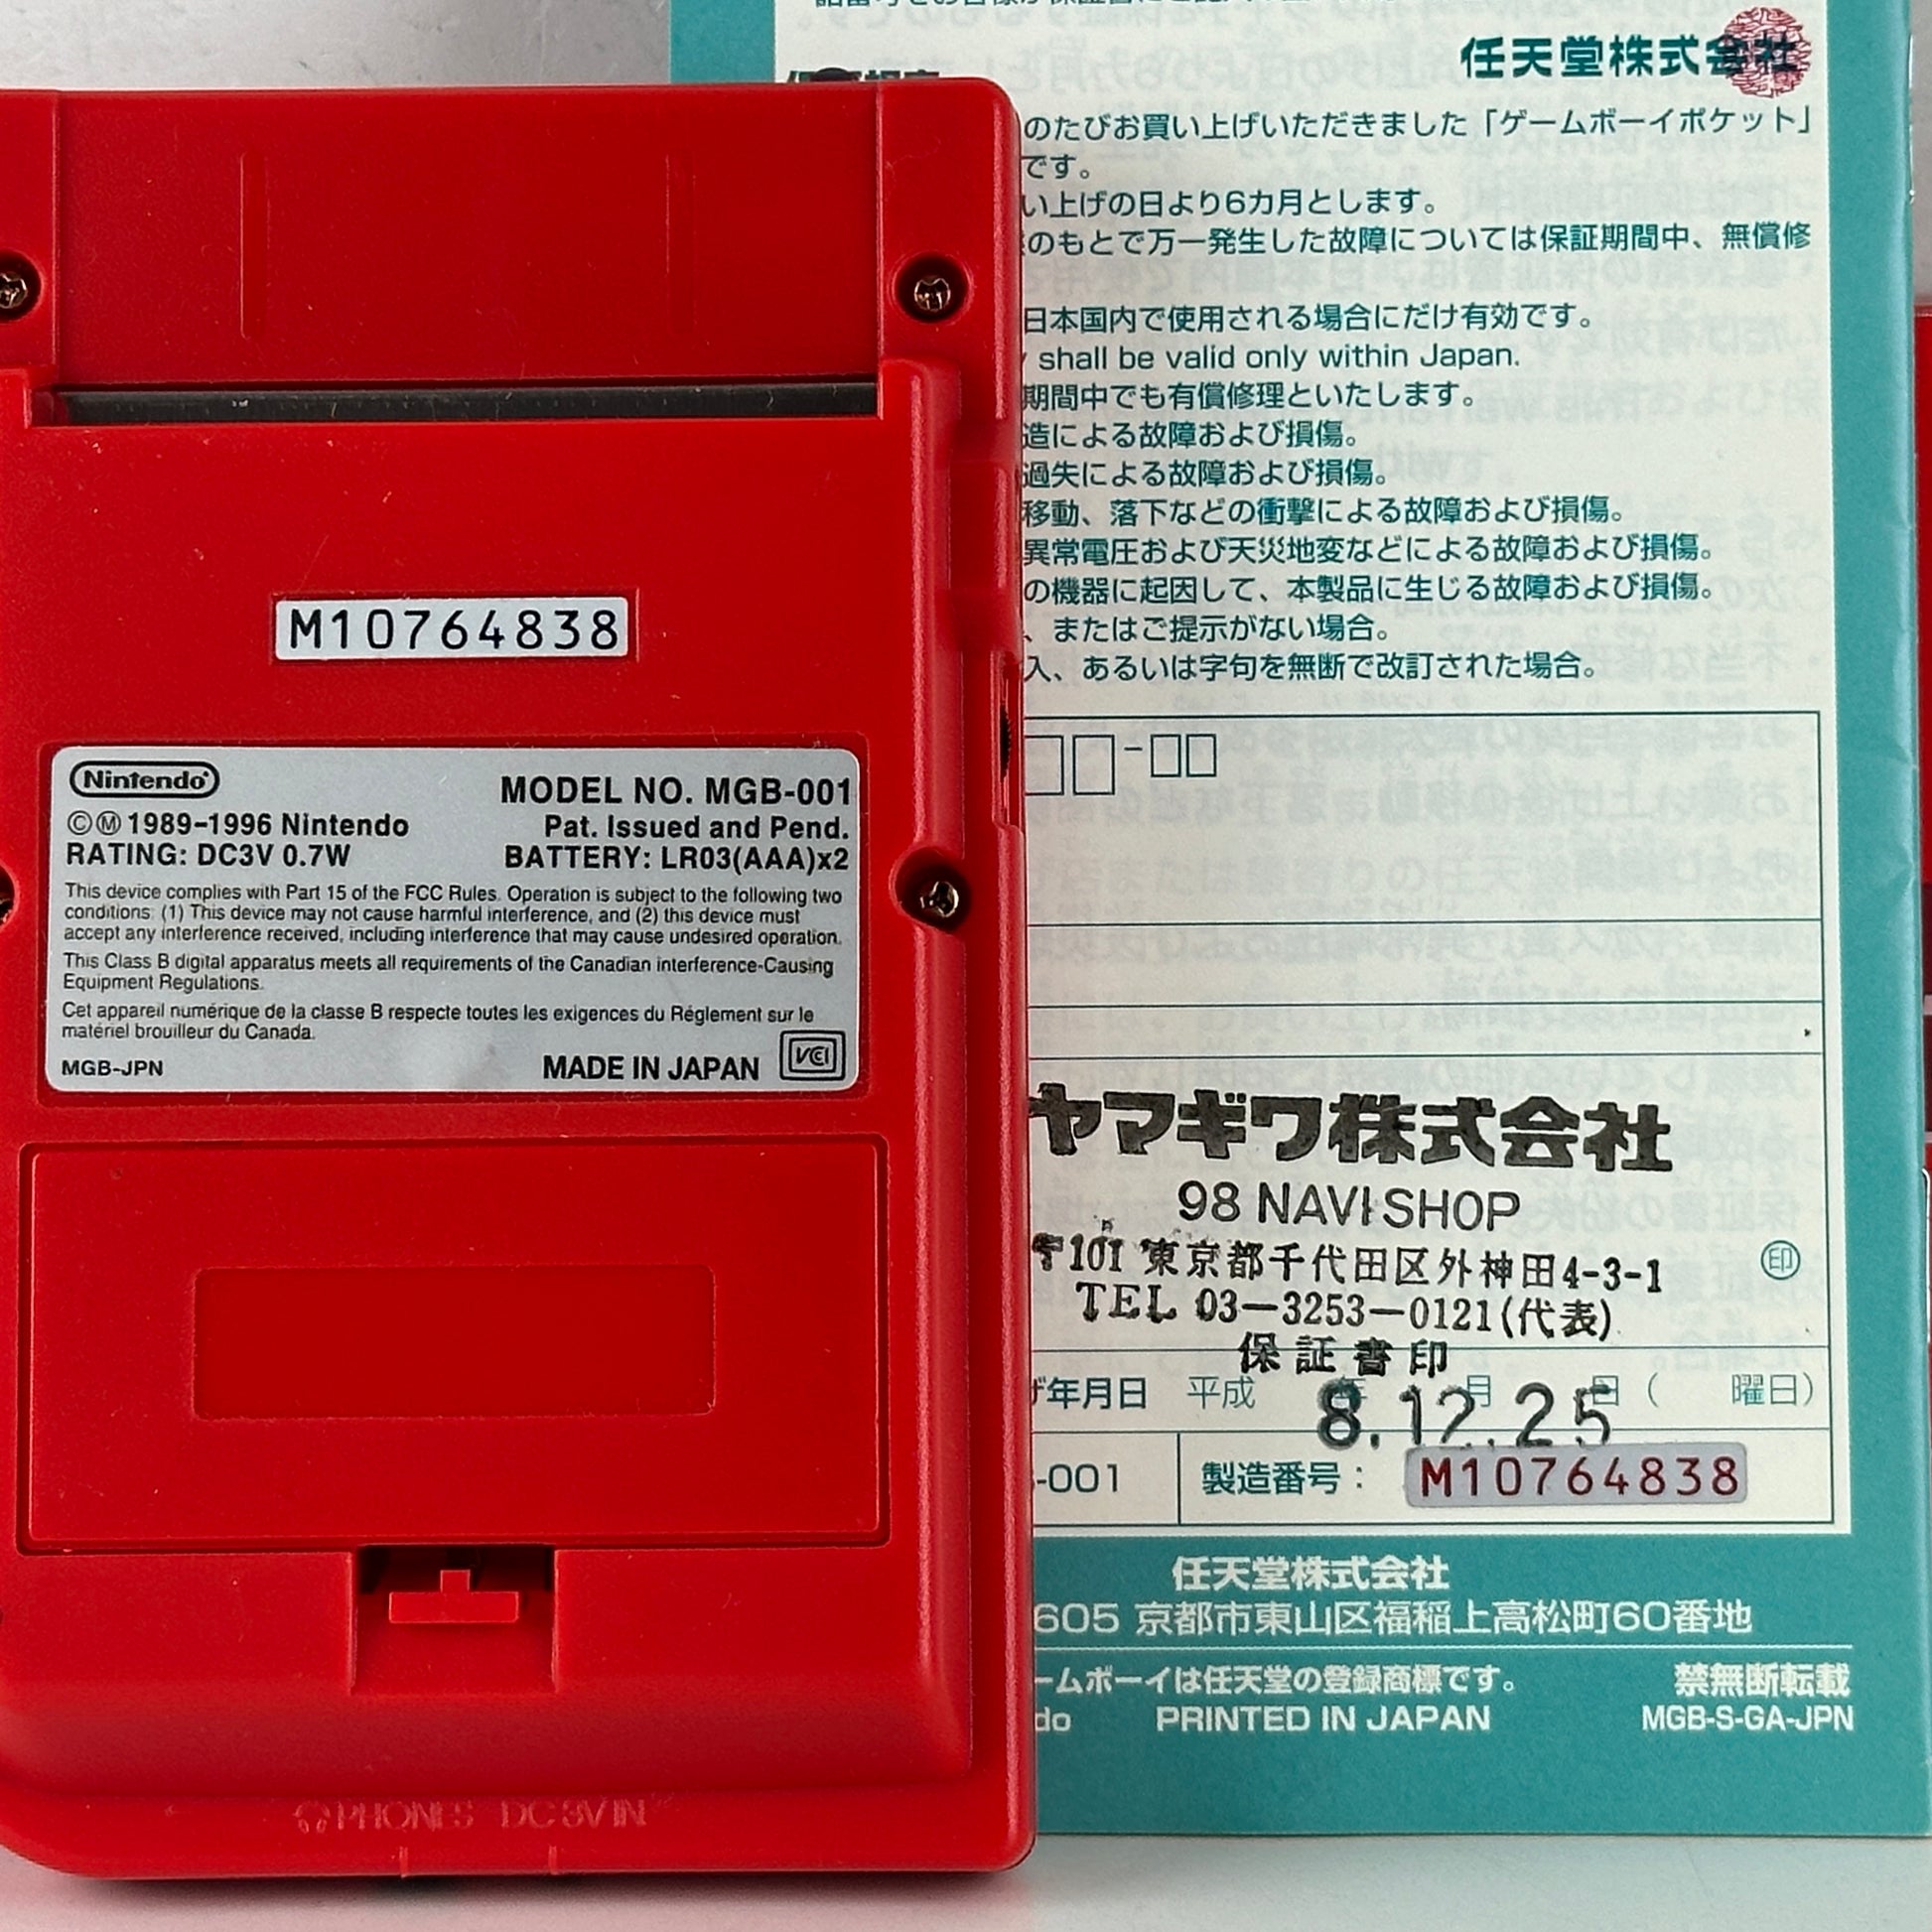 M10764838
Nintendo
MODEL NO. MGB-001
ⒸⓂ1989-1996 Nintendo
Pat. Issued and Pend.
RATING: DC3V 0.7W
BATTERY: LR03(AAA)x2
This device complies with Part 15 of the FCC Rules. Operation is subject to the following two
conditions: (1) This device may not cause harmful interference, and (2) this device must
accept any interference received, including interference that may cause undesired operation.
This Class B digital apparatus meets all requirements of the Canadian interference-Causing
Equipment Regulations.
Cet appareil numérique de la classe B respecte toutes les exigences du Réglement sur le
matériel brouilleur du Canada.
MGB-JPN
MADE IN JAPAN
VCI
PHONES DC3V IN
任天堂株式会社
のたびお買い上げいただきました「ゲームボーイポケット」
です。
い上げの日より6カ月とします。
のもとで万一発生した故障については保証期間中、無償修
日本国内で使用される場合にだけ有効です。
shall be valid only within Japan.
期間中でも有償修理といたします。
造による故障および損傷。
過失による故障および損傷。
移動、落下などの衝撃による故障および損傷。
異常電圧および天災地変などによる故障および損傷。
の機器に起因して、本製品に生じる故障および損傷。
、またはご提示がない場合。
入、あるいは字句を無断で改訂された場合。
ヤマギワ株式会社
98 NAVI SHOP
〒101 東京都千代田区外神田4-3-1
印
TEL 03-3253-0121(代表)
保証書印
年月日 平成 年 月 日( 曜日)
8.12.25
-001
製造番号: M10764838
任天堂株式会社
605 京都市東山区福稲上高松町60番地
ームボーイは任天堂の登録商標です。
禁無断転載
do
PRINTED IN JAPAN
MGB-S-GA-JPN